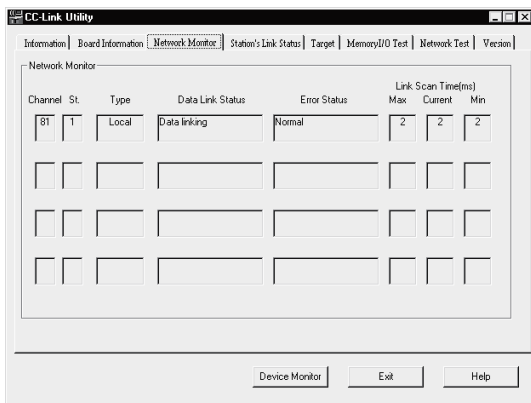 CC-Link Utility
Information Board Information Network Monitor Station's Link Status Target MemoryI/O Test Network Test Version
Network Monitor
Link Scan Time(ms)
Channel St. Type Data Link Status Error Status Max Current Min
81 1 Local Data linking Normal 2 2 2
Device Monitor Exit Help